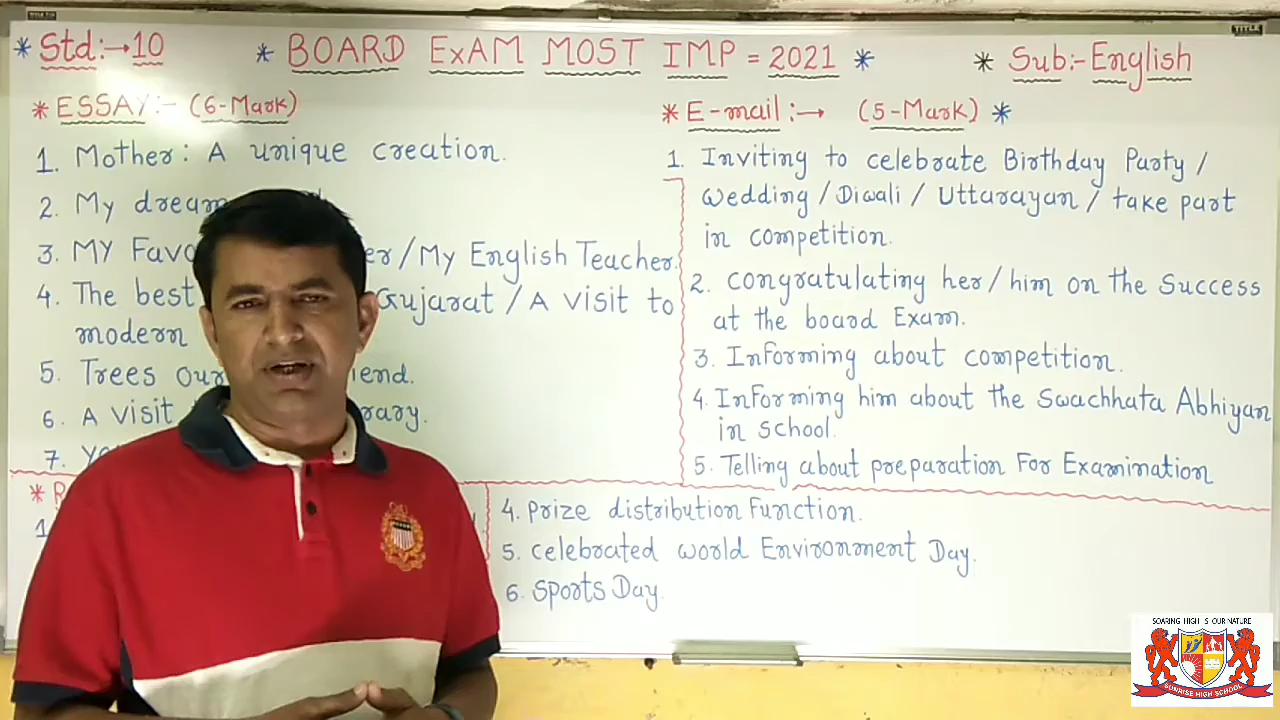 * Std:→10 * BOARD ExAM MOST IMP = 2021 * * Sub:- English
* ESSAY:- (6-Mark)
1. Mother: A unique creation.
2. My dream
3. MY Favo er/My English Teacher.
4. The best Gujarat / A visit to
modern
5. Trees our iend.
6. A visit rary.
7.
* E-mail:→ (5-Mark) *
1. Inviting to celebrate Birthday Party /
Wedding / Diwali / Uttarayan / take part
in competition.
2. Congratulating her/him on the Success
at the board Exam.
3. Informing about competition.
4. Informing him about the Swachhata Abhiyan
in school.
5. Telling about preparation For Examination
* R
1
4. Prize distribution Function.
5. celebrated world Environment Day.
6. Sports Day.
SOARING HIGH IS OUR NATURE
SUNRISE HIGH SCHOOL
TITLE